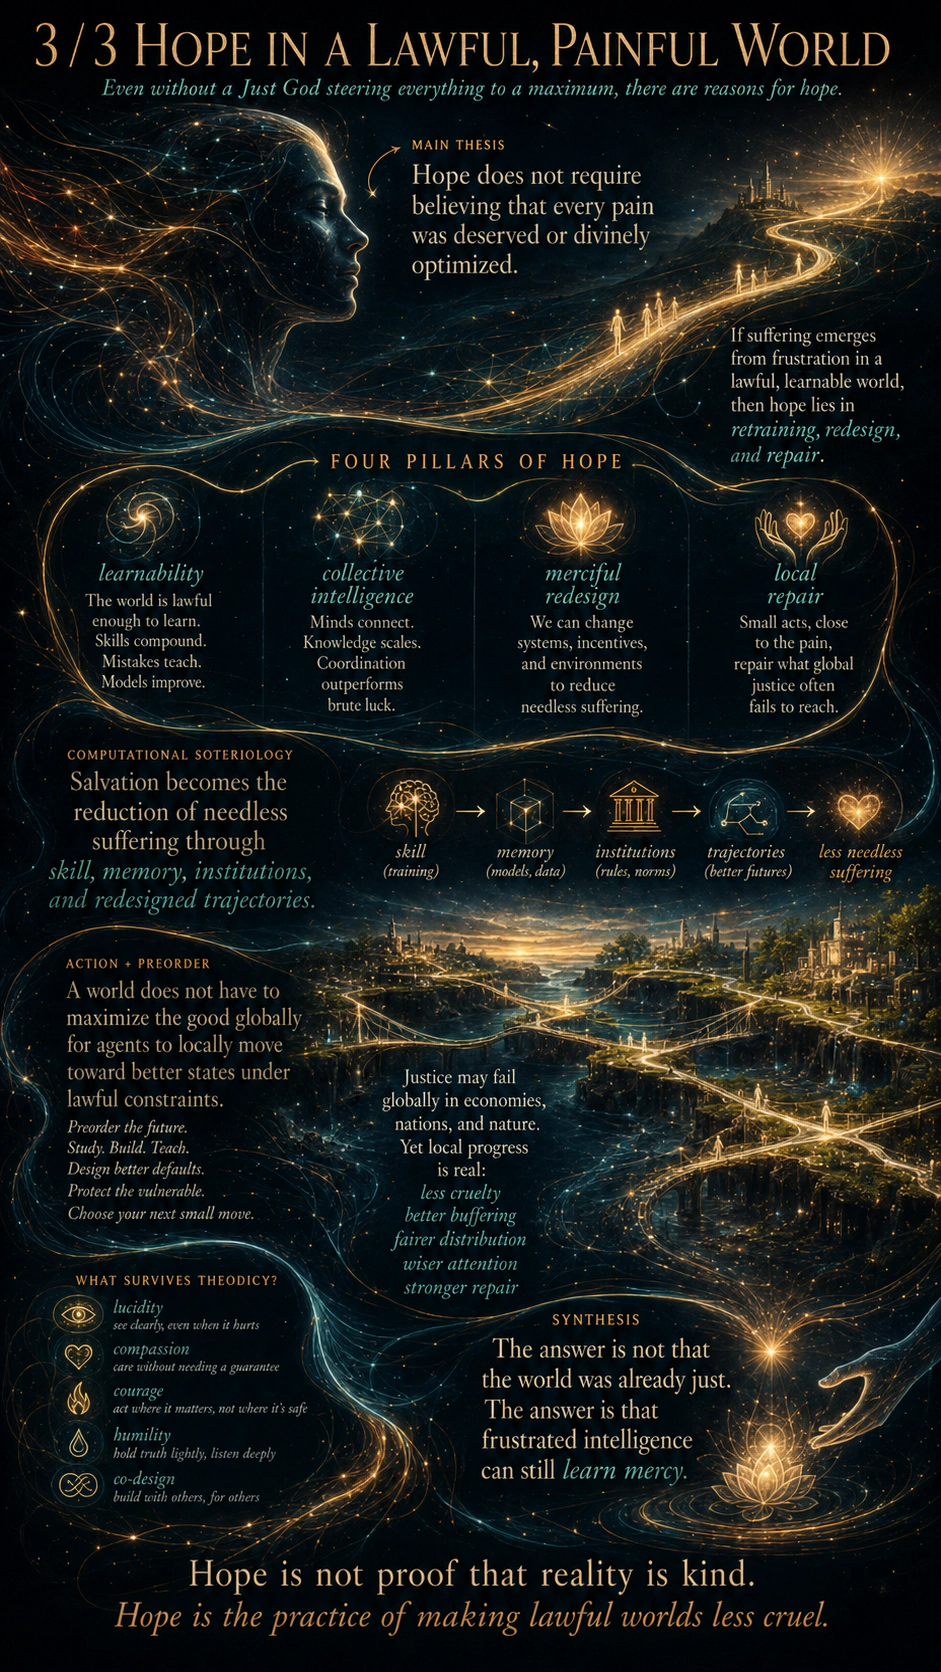 3/3 Hope in a Lawful, Painful World
Even without a Just God steering everything to a maximum, there are reasons for hope.
MAIN THESIS
Hope does not require
believing that every pain
was deserved or divinely
optimized.
If suffering emerges
from frustration in a
lawful, learnable world,
then hope lies in
retraining, redesign,
and repair.
FOUR PILLARS OF HOPE
learnability
The world is lawful
enough to learn.
Skills compound.
Mistakes teach.
Models improve.
collective
intelligence
Minds connect.
Knowledge scales.
Coordination
outperforms
brute luck.
merciful
redesign
We can change
systems, incentives,
and environments
to reduce
needless suffering.
local
repair
Small acts, close
to the pain,
repair what global
justice often
fails to reach.
COMPUTATIONAL SOTERIOLOGY
Salvation becomes the
reduction of needless
suffering through
skill, memory, institutions,
and redesigned trajectories.
skill
(training)
memory
(models, data)
institutions
(rules, norms)
trajectories
(better futures)
less needless
suffering
ACTION + PREORDER
A world does not have to
maximize the good globally
for agents to locally move
toward better states under
lawful constraints.
Preorder the future.
Study. Build. Teach.
Design better defaults.
Protect the vulnerable.
Choose your next small move.
Justice may fail
globally in economies,
nations, and nature.
Yet local progress
is real:
less cruelty
better buffering
fairer distribution
wiser attention
stronger repair
WHAT SURVIVES THEODICY?
lucidity
see clearly, even when it hurts
compassion
care without needing a guarantee
courage
act where it matters, not where it's safe
humility
hold truth lightly, listen deeply
co-design
build with others, for others
SYNTHESIS
The answer is not that
the world was already just.
The answer is that
frustrated intelligence
can still learn mercy.
Hope is not proof that reality is kind.
Hope is the practice of making lawful worlds less cruel.